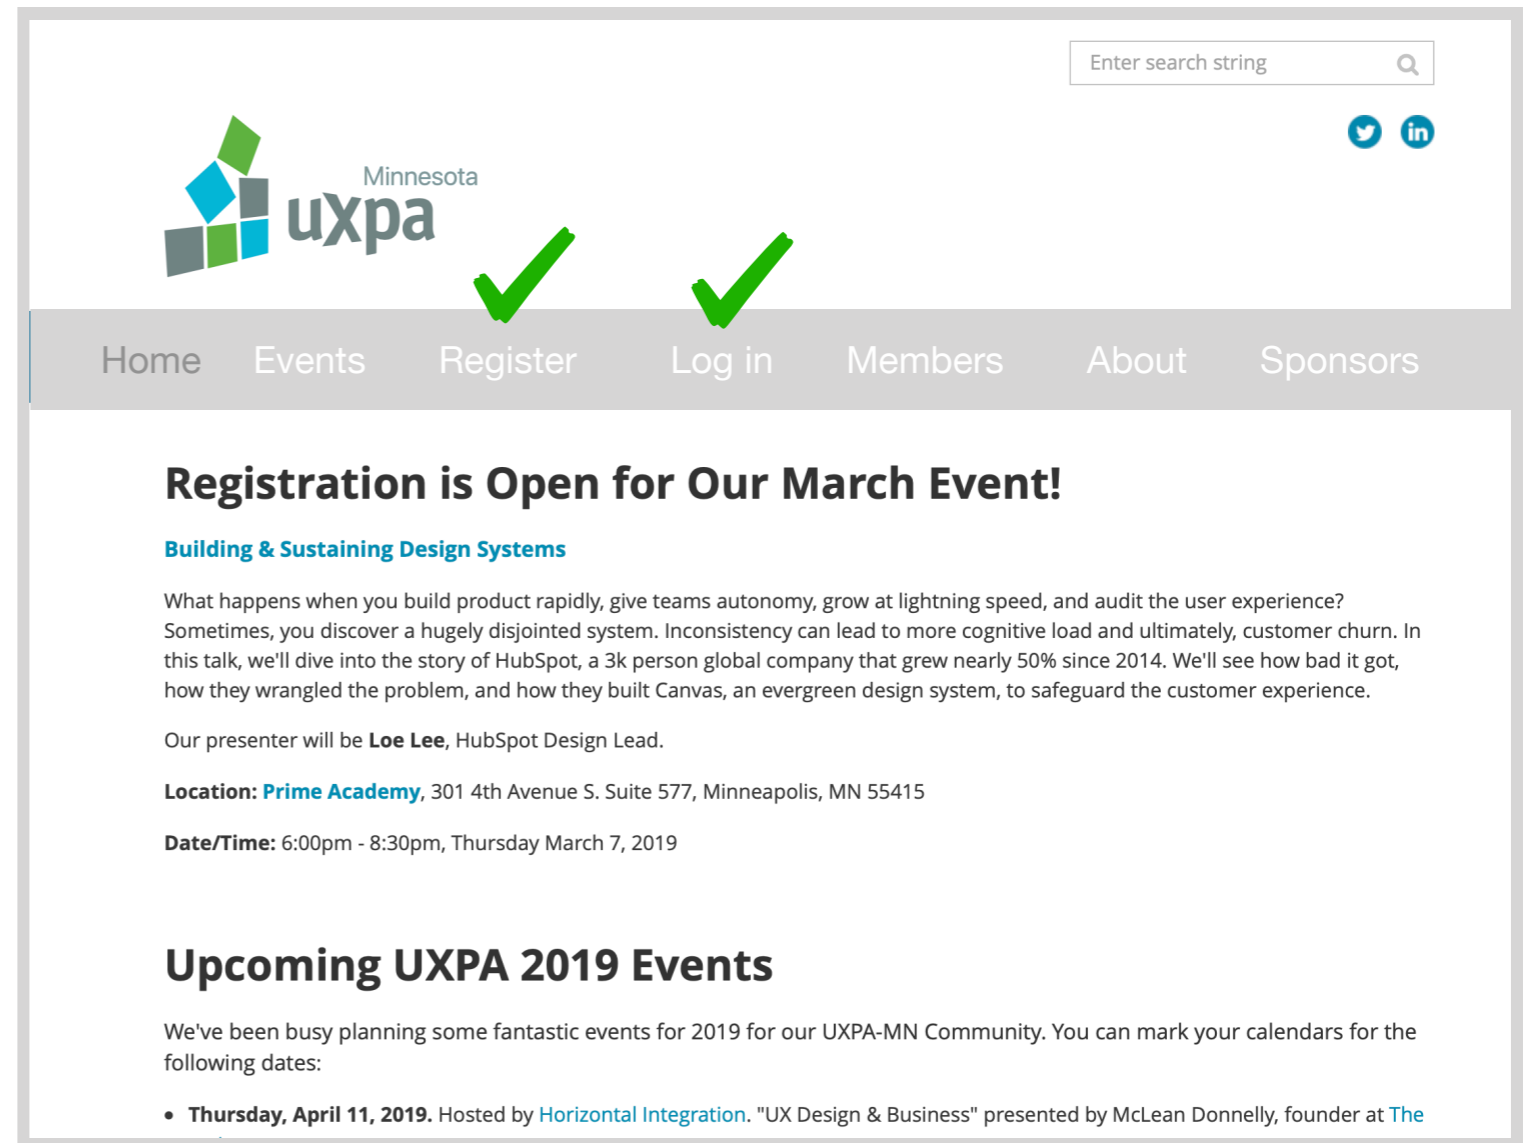 Enter search string
Minnesota
uxpa
Home Events Register Log in Members About Sponsors
Registration is Open for Our March Event!
Building & Sustaining Design Systems
What happens when you build product rapidly, give teams autonomy, grow at lightning speed, and audit the user experience?
Sometimes, you discover a hugely disjointed system. Inconsistency can lead to more cognitive load and ultimately, customer churn. In
this talk, we'll dive into the story of HubSpot, a 3k person global company that grew nearly 50% since 2014. We'll see how bad it got,
how they wrangled the problem, and how they built Canvas, an evergreen design system, to safeguard the customer experience.
Our presenter will be Loe Lee, HubSpot Design Lead.
Location: Prime Academy, 301 4th Avenue S. Suite 577, Minneapolis, MN 55415
Date/Time: 6:00pm - 8:30pm, Thursday March 7, 2019
Upcoming UXPA 2019 Events
We've been busy planning some fantastic events for 2019 for our UXPA-MN Community. You can mark your calendars for the
following dates:
• Thursday, April 11, 2019. Hosted by Horizontal Integration. "UX Design & Business" presented by McLean Donnelly, founder at The